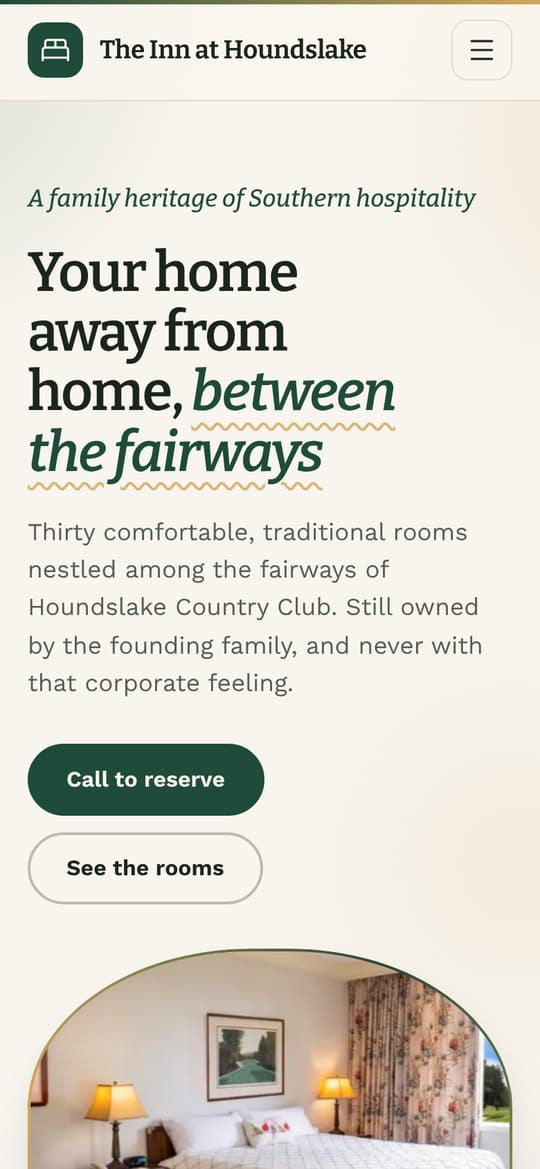 The Inn at Houndslake
A family heritage of Southern hospitality
Your home
away from
home, between
the fairways
Thirty comfortable, traditional rooms
nestled among the fairways of
Houndslake Country Club. Still owned
by the founding family, and never with
that corporate feeling.
Call to reserve
See the rooms